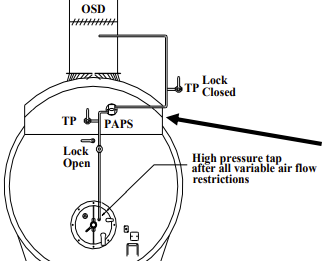 OSD
TP Lock
Closed
TP PAPS
Lock
Open
High pressure tap
after all variable air flow
restrictions